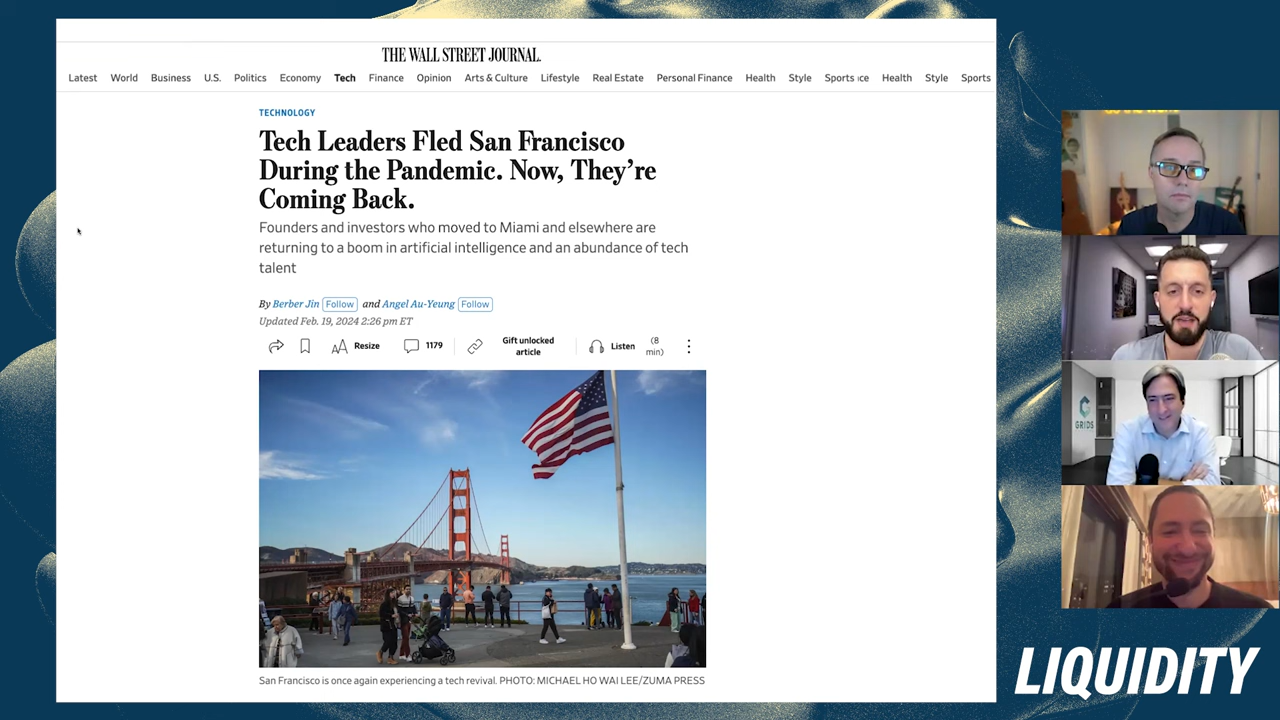 THE WALL STREET JOURNAL.
Latest World Business U.S. Politics Economy Tech Finance Opinion Arts & Culture Lifestyle Real Estate Personal Finance Health Style Sports ce Health Style Sports
TECHNOLOGY
Tech Leaders Fled San Francisco
During the Pandemic. Now, They’re
Coming Back.
Founders and investors who moved to Miami and elsewhere are
returning to a boom in artificial intelligence and an abundance of tech
talent
By Berber Jin Follow and Angel Au-Yeung Follow
Updated Feb. 19, 2024 2:26 pm ET
AA Resize 1179 Gift unlocked article Listen (8 min)
San Francisco is once again experiencing a tech revival. PHOTO: MICHAEL HO WAI LEE/ZUMA PRESS
GRIDS
LIQUIDITY